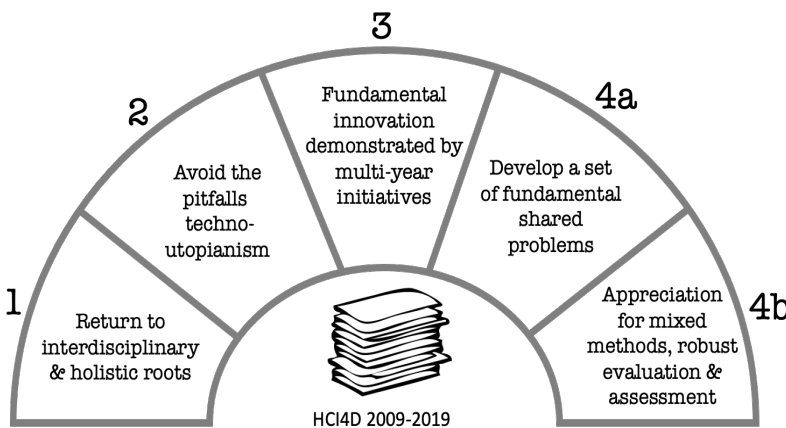 1
Return to
interdisciplinary
& holistic roots
2
Avoid the
pitfalls
techno-
utopianism
3
Fundamental
innovation
demonstrated by
multi-year
initiatives
4a
Develop a set
of fundamental
shared
problems
4b
Appreciation
for mixed
methods, robust
evaluation &
assessment
HCI4D 2009-2019